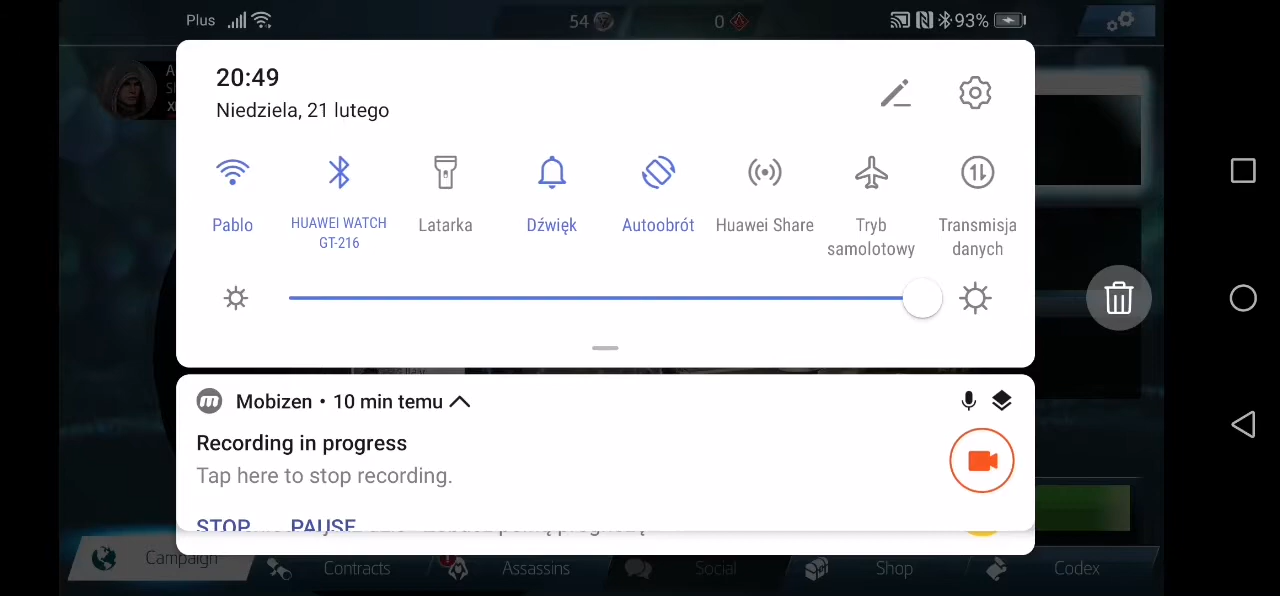 Plus 54 0 93%
20:49
Niedziela, 21 lutego
Pablo
HUAWEI WATCH
GT-216
Latarka
Dźwięk
Autoobrót
Huawei Share
Tryb
samolotowy
Transmisja
danych
Mobizen • 10 min temu
Recording in progress
Tap here to stop recording.
STOP PAUSE
Campaign Contracts Assassins Social Shop Codex